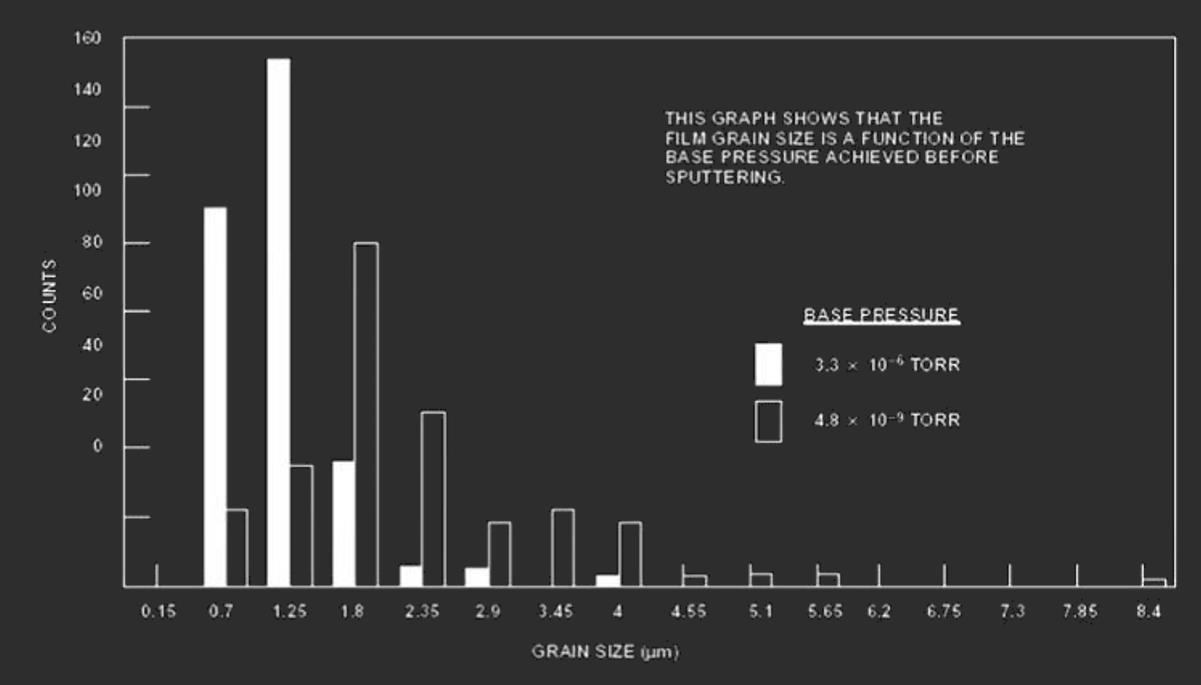 160
140
120
100
80
60
40
20
0
COUNTS
THIS GRAPH SHOWS THAT THE
FILM GRAIN SIZE IS A FUNCTION OF THE
BASE PRESSURE ACHIEVED BEFORE
SPUTTERING.
BASE PRESSURE
3.3 × 10⁻⁶ TORR
4.8 × 10⁻⁹ TORR
0.15 0.7 1.25 1.8 2.35 2.9 3.45 4 4.55 5.1 5.65 6.2 6.75 7.3 7.85 8.4
GRAIN SIZE (µm)